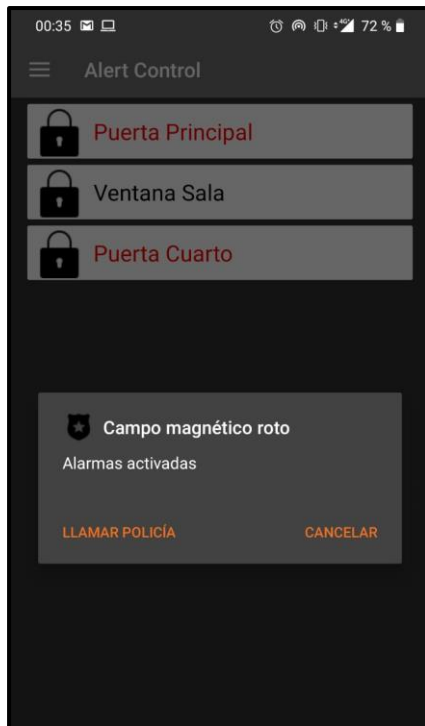 00:35 4G 72 %
Alert Control
Puerta Principal
Ventana Sala
Puerta Cuarto
Campo magnético roto
Alarmas activadas
LLAMAR POLICÍA CANCELAR